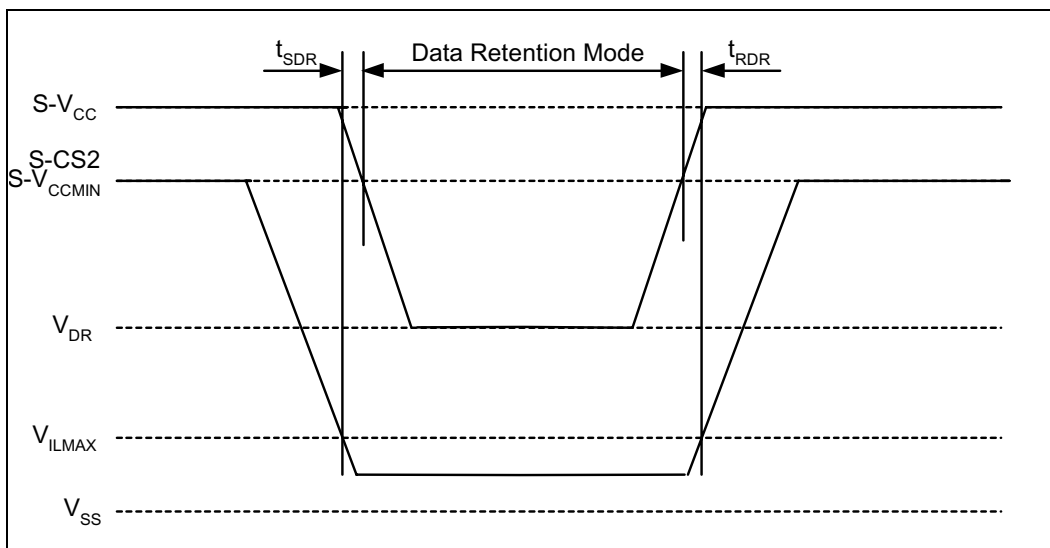 tSDR
Data Retention Mode
tRDR
S-VCC
S-CS2
S-VCCMIN
VDR
VILMAX
VSS